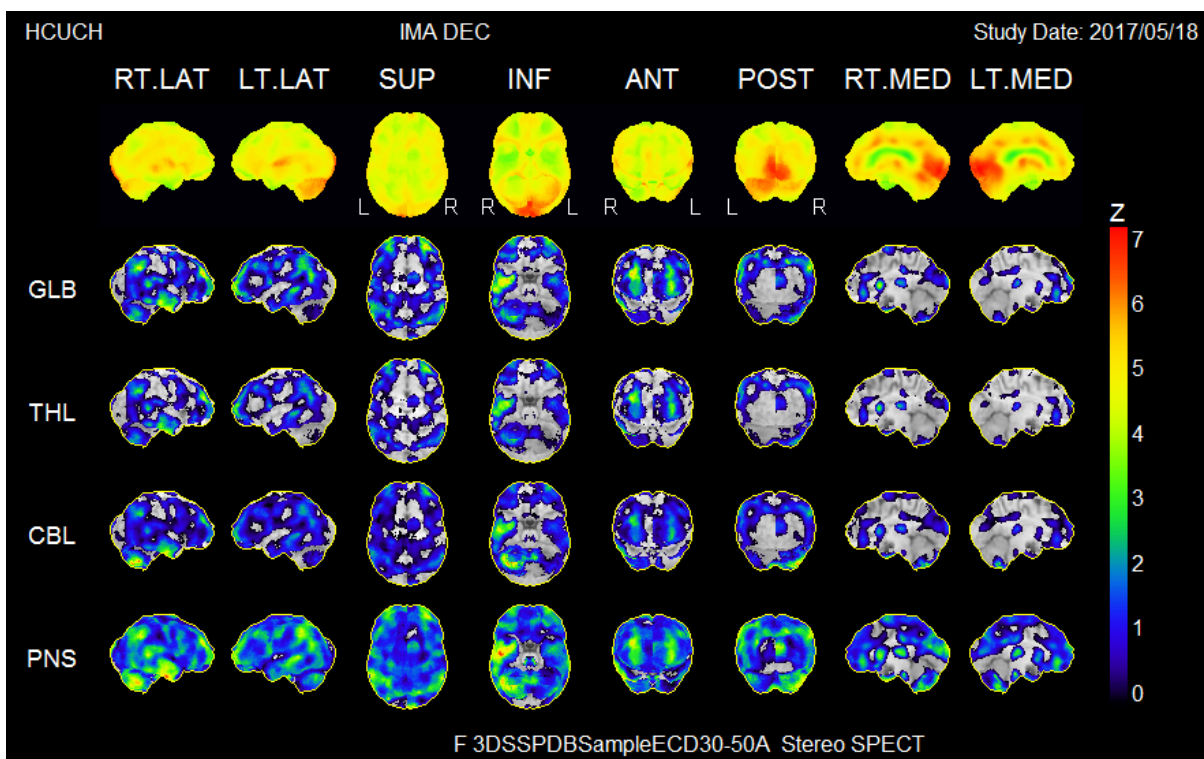 HCUCH IMA DEC Study Date: 2017/05/18
RT.LAT LT.LAT SUP INF ANT POST RT.MED LT.MED
L R R L R L L R
Z
7
GLB
6
5
THL
4
3
CBL
2
1
PNS
0
F 3DSSPDBSampleECD30-50A Stereo SPECT